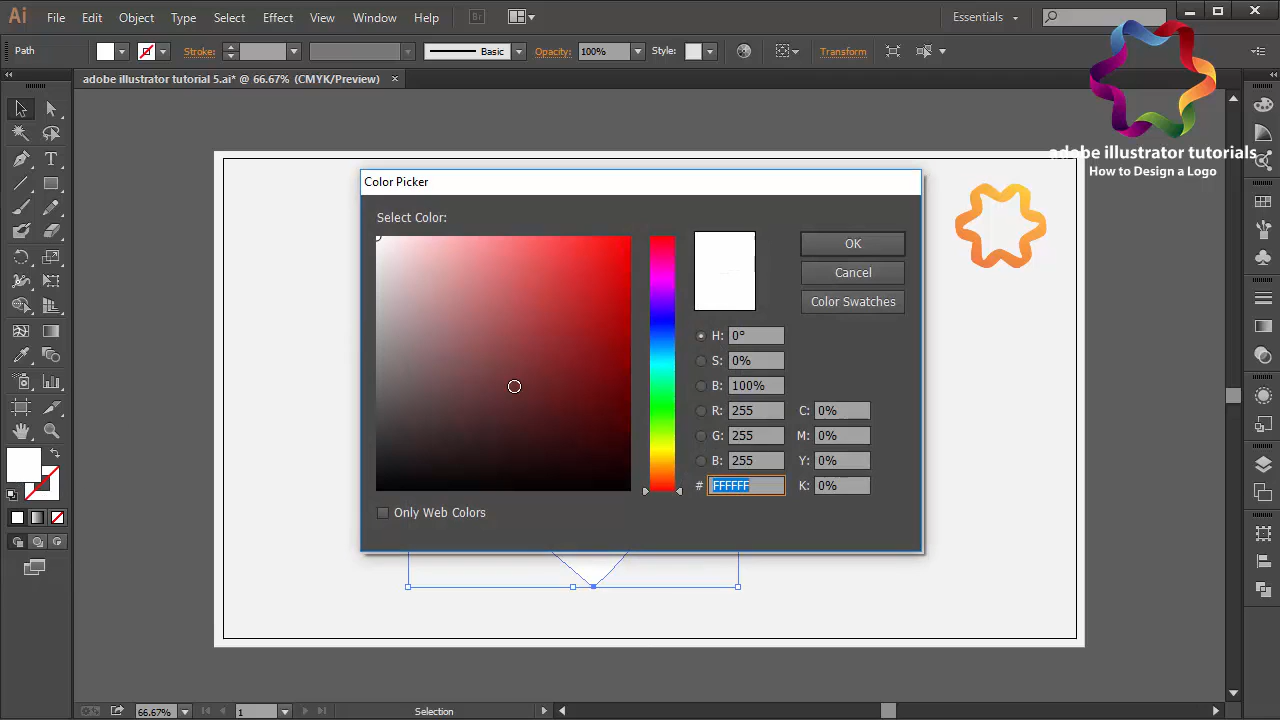 Ai File Edit Object Type Select Effect View Window Help Br Essentials
Path Stroke: Basic Opacity: 100% Style: Transform
adobe illustrator tutorial 5.ai* @ 66.67% (CMYK/Preview)
adobe illustrator tutorials
How to Design a Logo
Color Picker
Select Color:
OK
Cancel
Color Swatches
H: 0°
S: 0%
B: 100%
R: 255 C: 0%
G: 255 M: 0%
B: 255 Y: 0%
# FFFFFF K: 0%
Only Web Colors
T
66.67% 1 Selection